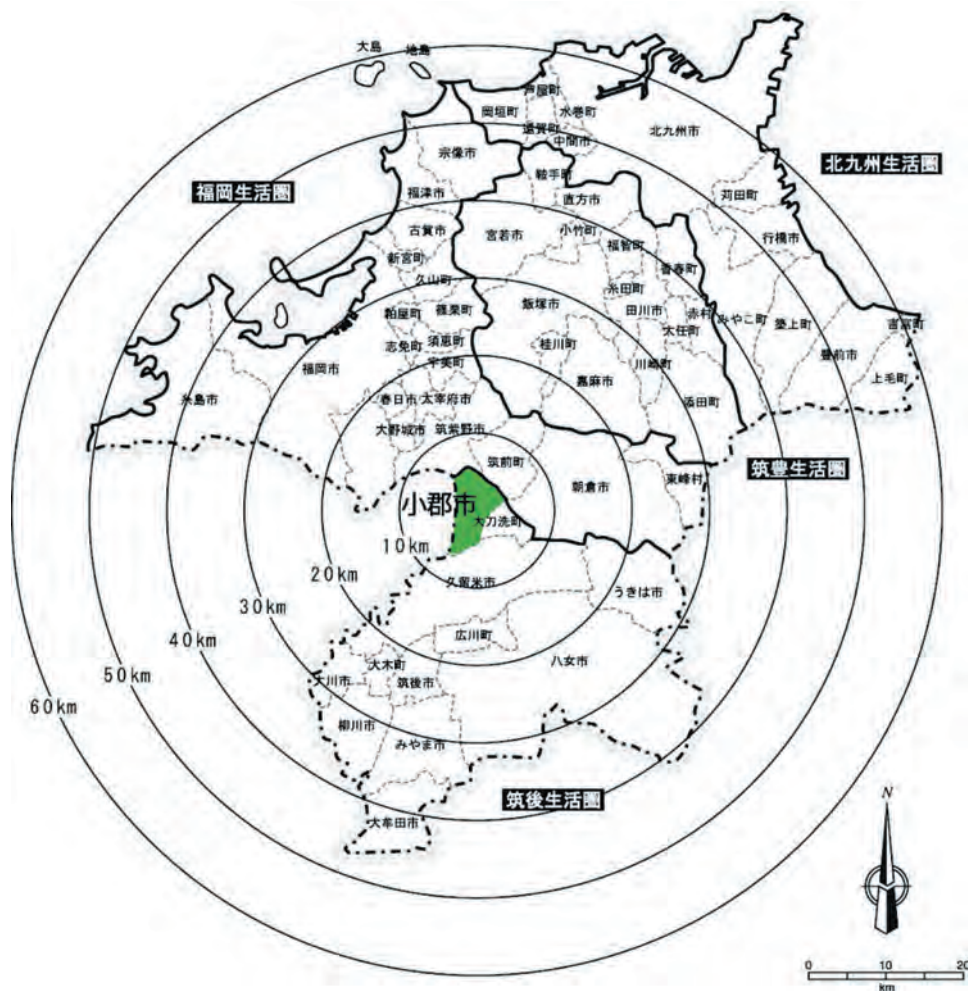 大島
地島
芦屋町
岡垣町
水巻町
遠賀町
中間市
北九州市
宗像市
北九州生活圏
福岡生活圏
鞍手町
福津市
直方市
苅田町
古賀市
宮若市
小竹町
福智町
行橋市
新宮町
香春町
久山町
糸田町
飯塚市
田川市
粕屋町
篠栗町
赤村
みやこ町
築上町
吉富町
大任町
志免町
須恵町
桂川町
豊前市
宇美町
川崎町
福岡市
嘉麻市
上毛町
糸島市
春日市
太宰府市
添田町
大野城市
筑紫野市
筑前町
筑豊生活圏
朝倉市
東峰村
小郡市
大刀洗町
10km
久留米市
20km
うきは市
30km
広川町
40km
大木町
八女市
50km
大川市
筑後市
60km
柳川市
みやま市
筑後生活圏
大牟田市
N
0 10 20
km